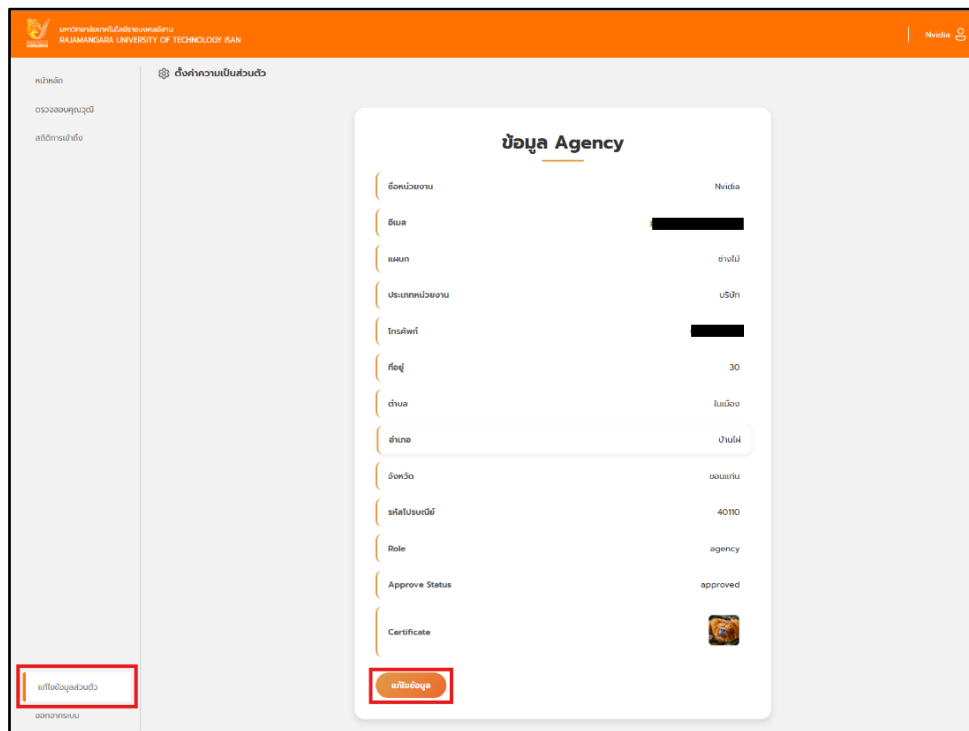 มหาวิทยาลัยเทคโนโลยีราชมงคลอีสาน
RAJAMANGARA UNIVERSITY OF TECHNOLOGY ISAN
Nvidia
หน้าหลัก
ตรวจสอบคุณวุฒิ
สถิติการเข้าถึง
ตั้งค่าความเป็นส่วนตัว
ข้อมูล Agency
ชื่อหน่วยงาน Nvidia
อีเมล
แผนก ช่างไม้
ประเภทหน่วยงาน บริษัท
โทรศัพท์
ที่อยู่ 30
ตำบล ในเมือง
อำเภอ บ้านไผ่
จังหวัด ขอนแก่น
รหัสไปรษณีย์ 40110
Role agency
Approve Status approved
Certificate
แก้ไขข้อมูล
แก้ไขข้อมูลส่วนตัว
ออกจากระบบ